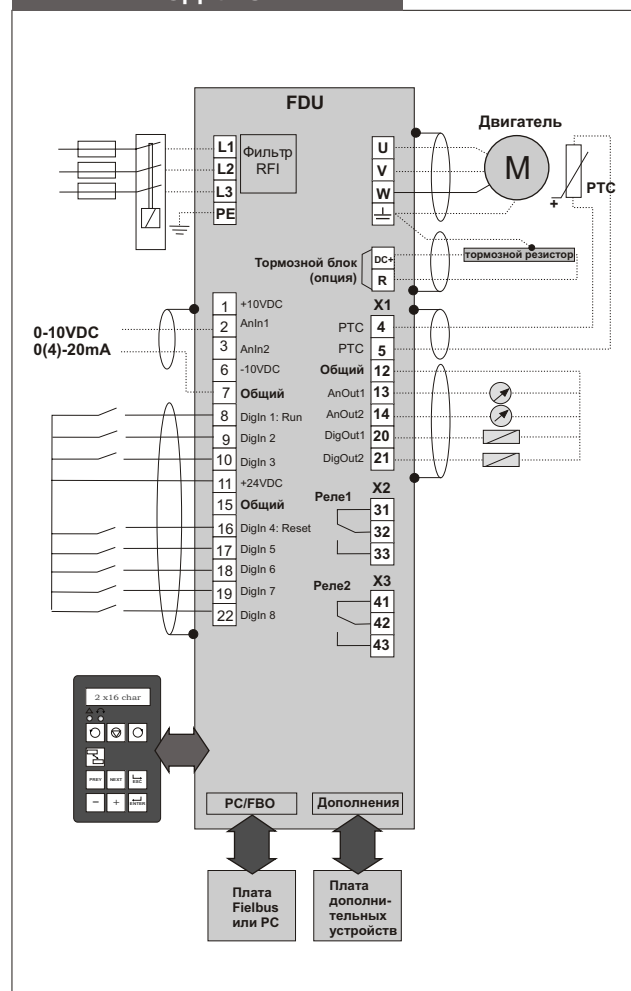 FDU
Двигатель
L1
L2
L3
PE
Фильтр
RFI
U
V
W
M
PTC
+
Тормозной блок
(опция)
DC+
R
тормозной резистор
0-10VDC
0(4)-20mA
1 +10VDC
2 AnIn1
3 AnIn2
6 -10VDC
7 Общий
8 DigIn 1: Run
9 DigIn 2
10 DigIn 3
11 +24VDC
15 Общий
16 DigIn 4: Reset
17 DigIn 5
18 DigIn 6
19 DigIn 7
22 DigIn 8
X1
PTC 4
PTC 5
Общий 12
AnOut1 13
AnOut2 14
DigOut1 20
DigOut2 21
X2
Реле1
31
32
33
X3
Реле2
41
42
43
2 x16 char
PREV
NEXT
ESC
−
+
ENTER
PC/FBO
Дополнения
Плата
Fielbus
или PC
Плата
дополни-
тельных
устройств